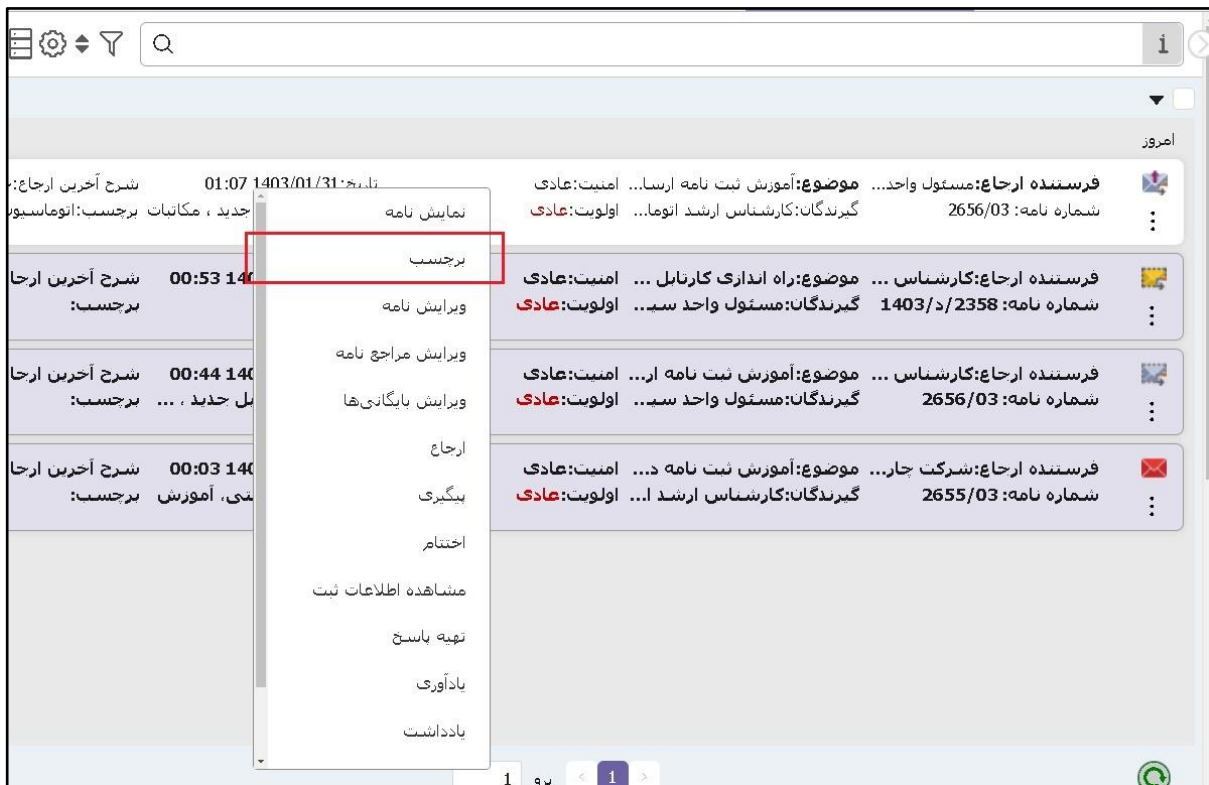 i
امروز
فرستنده ارجاع:مسئول واحد... موضوع:آموزش ثبت نامه ارسا... امنیت:عادی تاریخ:1403/01/31 01:07 شرح آخرین ارجاع:
شماره نامه: 2656/03 گیرندگان:کارشناس ارشد اتوما... اولویت:عادی جدید ، مکاتبات برچسب:اتوماسیو
فرستنده ارجاع:کارشناس ... موضوع:راه اندازی کارتابل ... امنیت:عادی 140 00:53 شرح آخرین ارجا
شماره نامه: 2358/د/1403 گیرندگان:مسئول واحد سیـ... اولویت:عادی برچسب:
فرستنده ارجاع:کارشناس ... موضوع:آموزش ثبت نامه ار... امنیت:عادی 140 00:44 شرح آخرین ارجا
شماره نامه: 2656/03 گیرندگان:مسئول واحد سیـ... اولویت:عادی بل جدید ، ... برچسب:
فرستنده ارجاع:شرکت چار... موضوع:آموزش ثبت نامه د... امنیت:عادی 140 00:03 شرح آخرین ارجا
شماره نامه: 2655/03 گیرندگان:کارشناس ارشد ا... اولویت:عادی تی، آموزش برچسب:
نمایش نامه
برچسب
ویرایش نامه
ویرایش مراجع نامه
ویرایش بایگانی‌ها
ارجاع
پیگیری
اختتام
مشاهده اطلاعات ثبت
تهیه پاسخ
یادآوری
یادداشت
1 برو 1